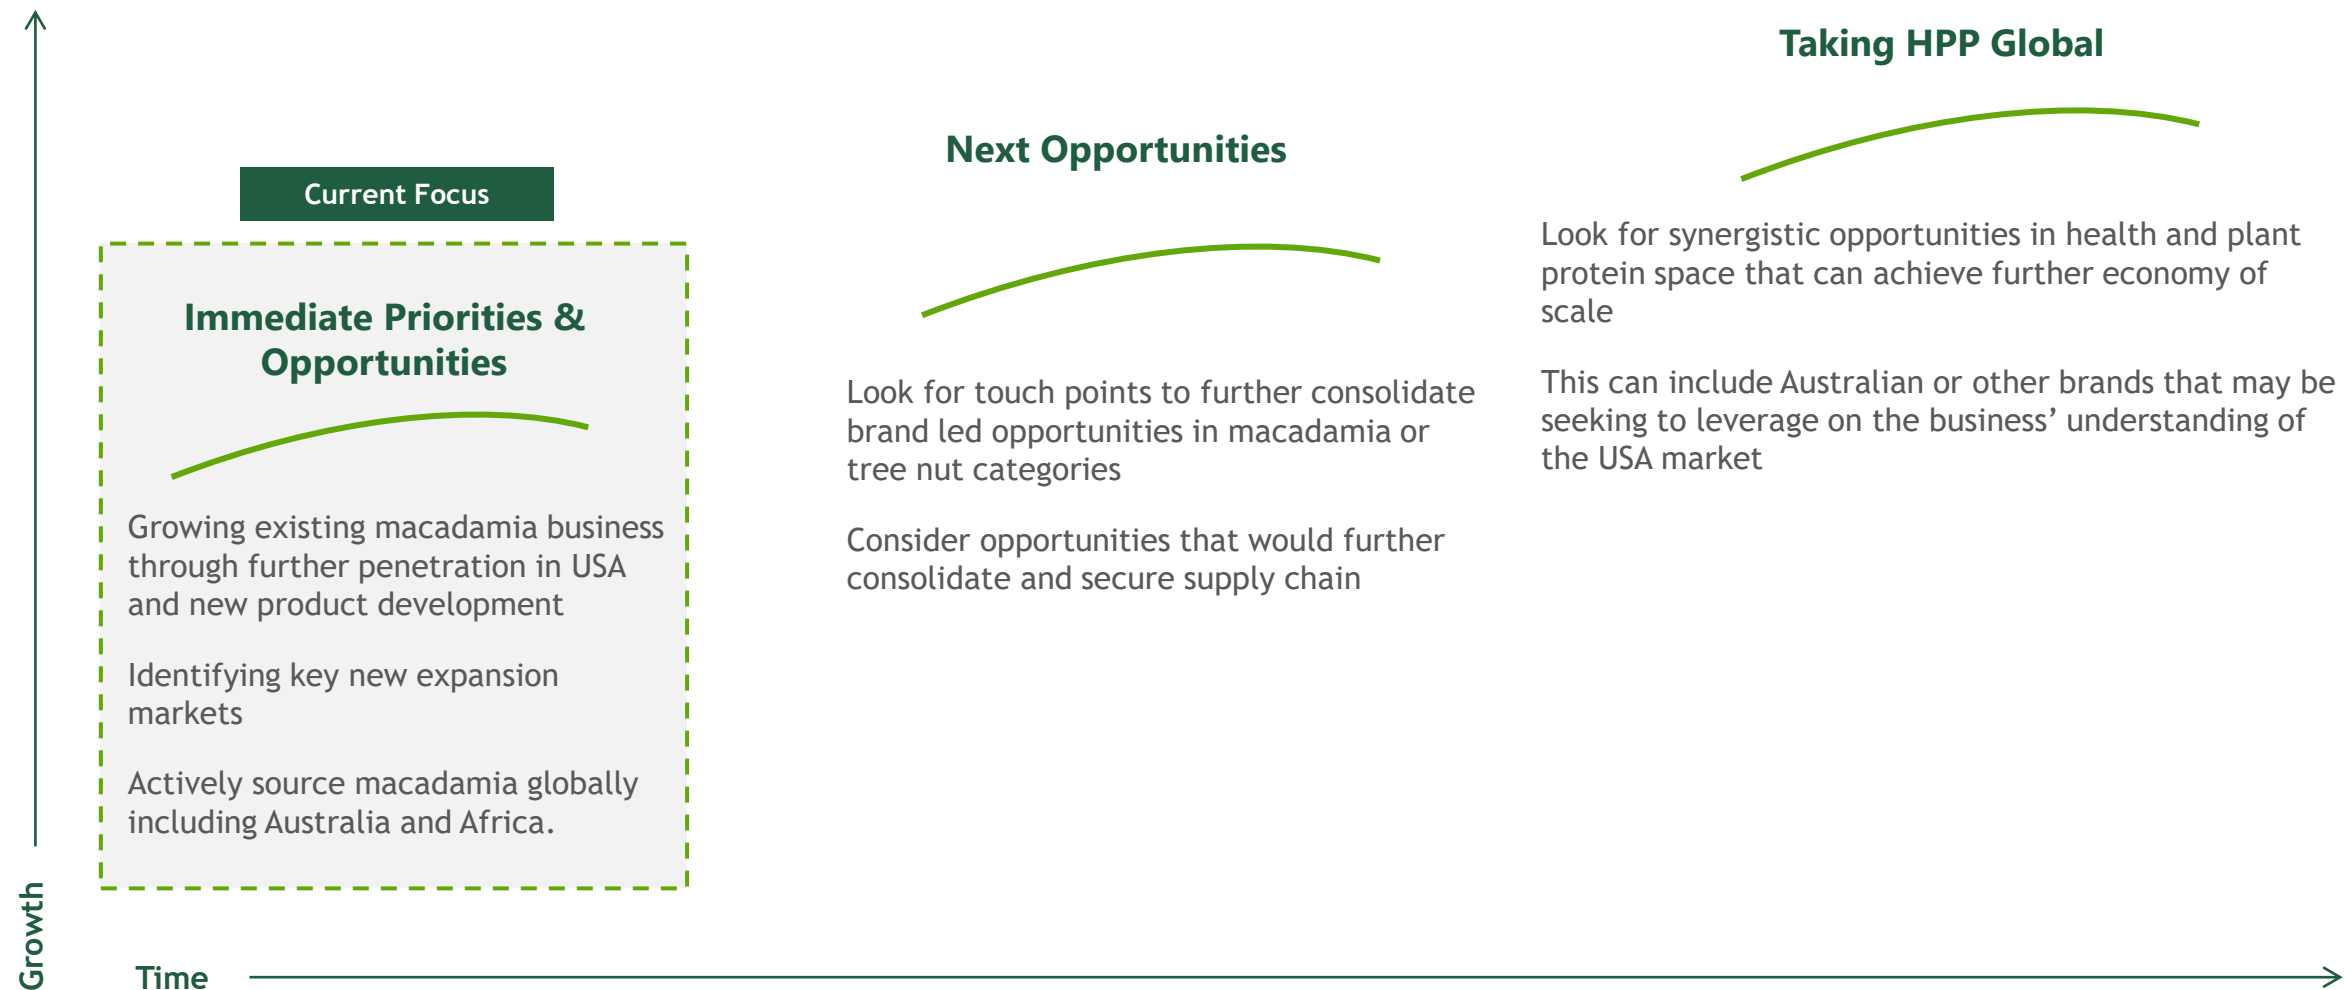 Taking HPP Global
Next Opportunities
Current Focus
Immediate Priorities &
Opportunities
Growing existing macadamia business
through further penetration in USA
and new product development
Identifying key new expansion
markets
Actively source macadamia globally
including Australia and Africa.
Look for touch points to further consolidate
brand led opportunities in macadamia or
tree nut categories
Consider opportunities that would further
consolidate and secure supply chain
Look for synergistic opportunities in health and plant
protein space that can achieve further economy of
scale
This can include Australian or other brands that may be
seeking to leverage on the business’ understanding of
the USA market
Growth
Time